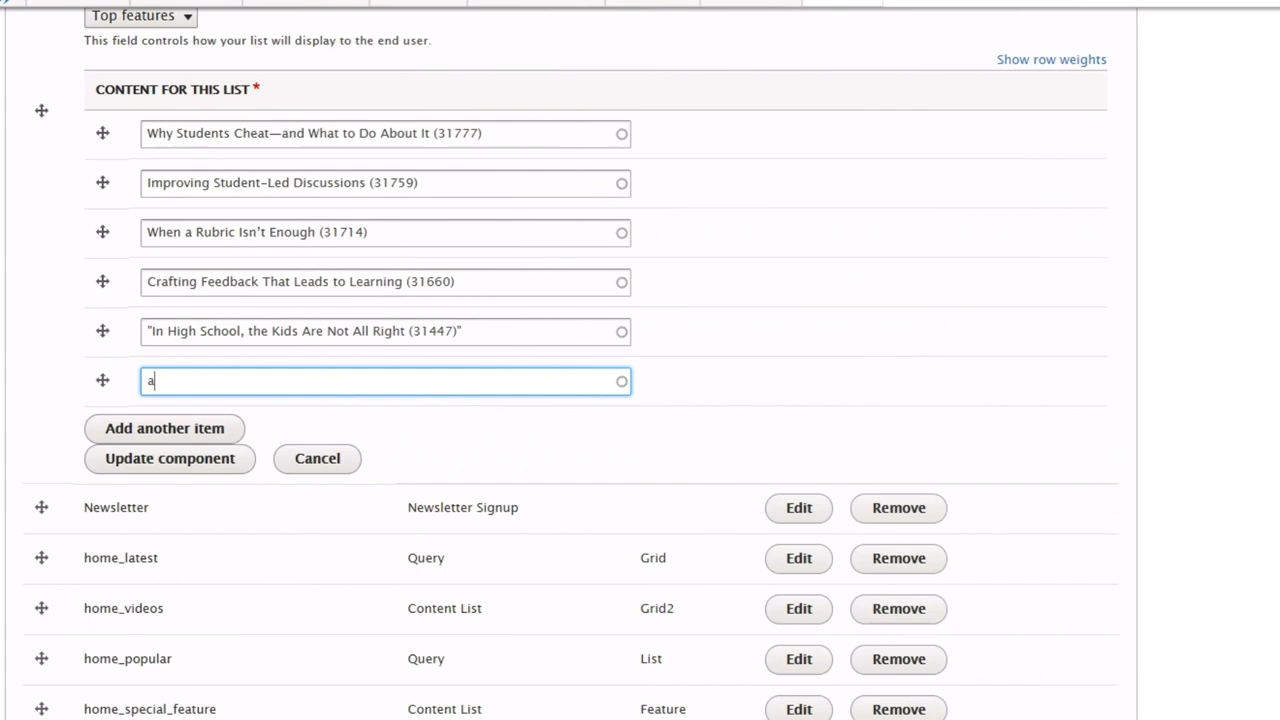 Top features
This field controls how your list will display to the end user.
Show row weights
CONTENT FOR THIS LIST *
Why Students Cheat—and What to Do About It (31777)
Improving Student-Led Discussions (31759)
When a Rubric Isn’t Enough (31714)
Crafting Feedback That Leads to Learning (31660)
"In High School, the Kids Are Not All Right (31447)"
a
Add another item
Update component Cancel
Newsletter Newsletter Signup Edit Remove
home_latest Query Grid Edit Remove
home_videos Content List Grid2 Edit Remove
home_popular Query List Edit Remove
home_special_feature Content List Feature Edit Remove